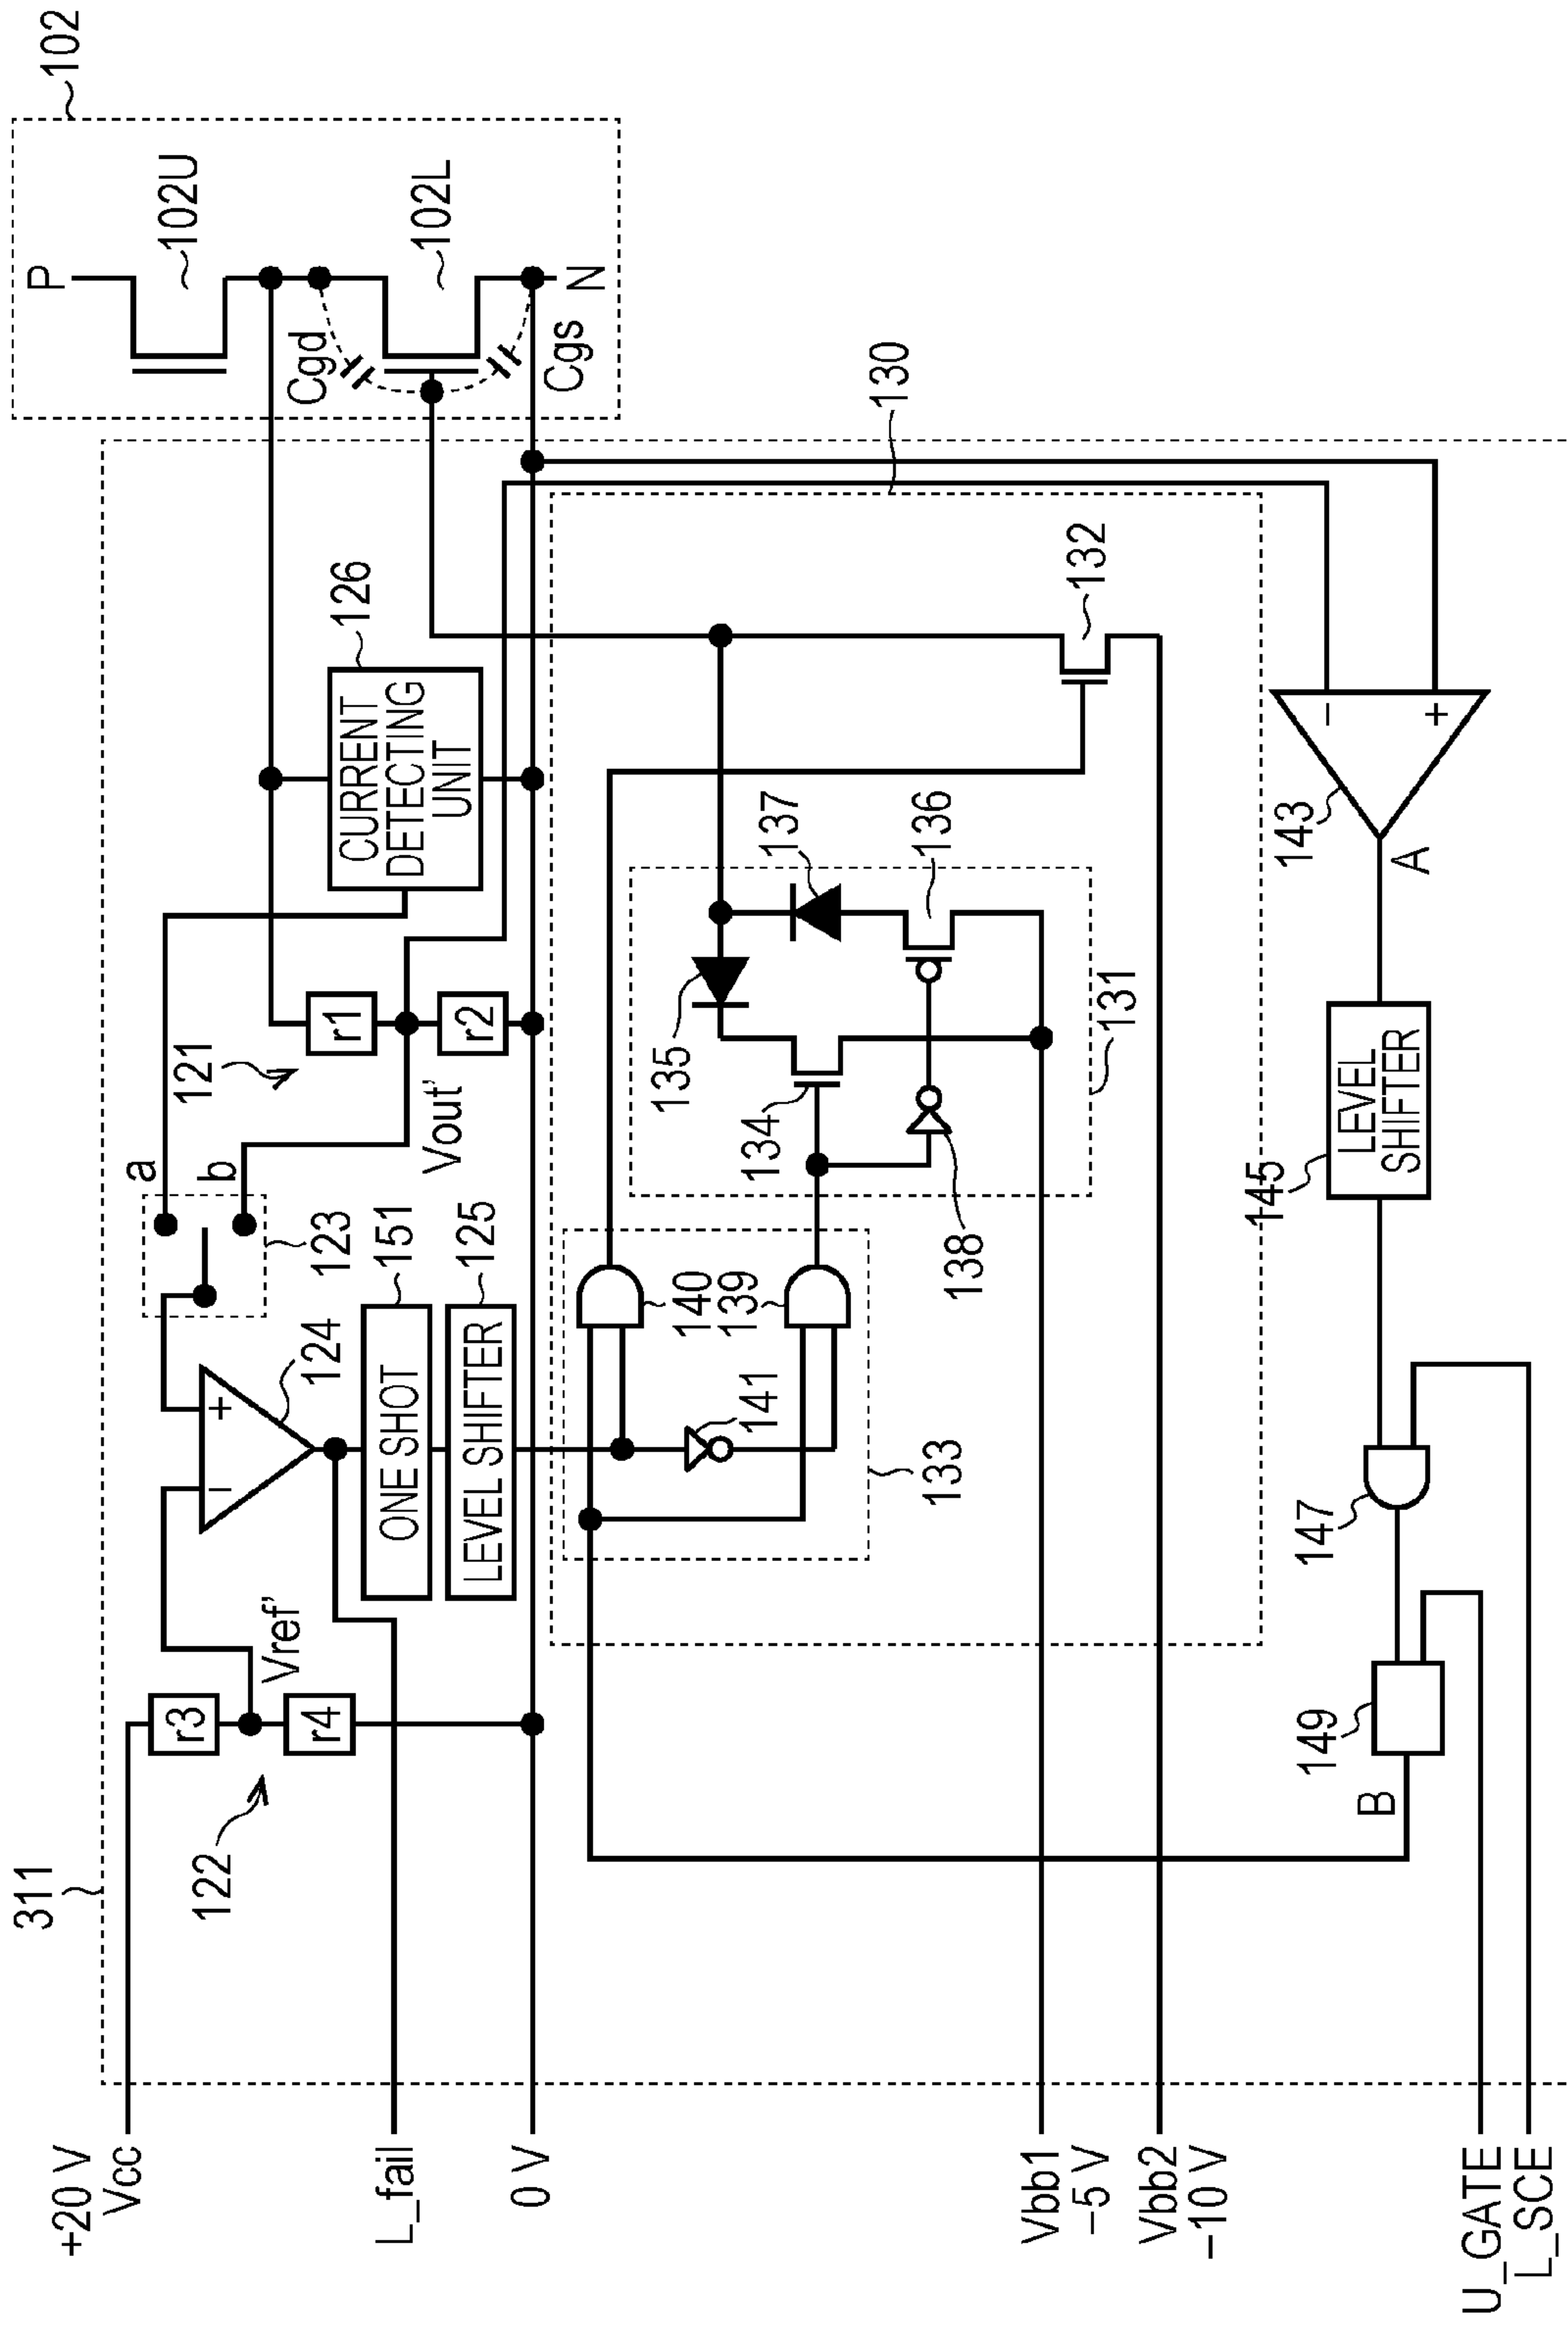 311
+20 V
Vcc
L_fail
0 V
Vbb1
−5 V
Vbb2
−10 V
U_GATE
L_SCE
122
r3
r4
Vref'
−
+
124
123
a
b
121
r1
r2
Vout'
CURRENT
DETECTING
UNIT
126
ONE SHOT
151
LEVEL SHIFTER
125
102
P
102U
Cgd
102L
Cgs
N
130
133
141
140
139
138
134
135
137
136
131
132
B
149
147
LEVEL
SHIFTER
145
A
143
−
+